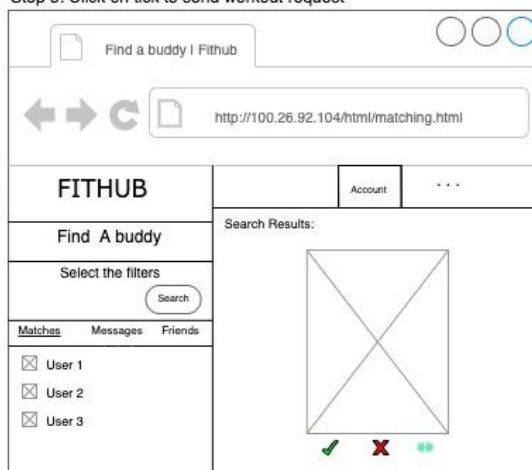 Step 3: Click on tick to send workout request
Find a buddy I Fithub
http://100.26.92.104/html/matching.html
FITHUB
Account
. . .
Find A buddy
Search Results:
Select the filters
Search
Matches Messages Friends
User 1
User 2
User 3